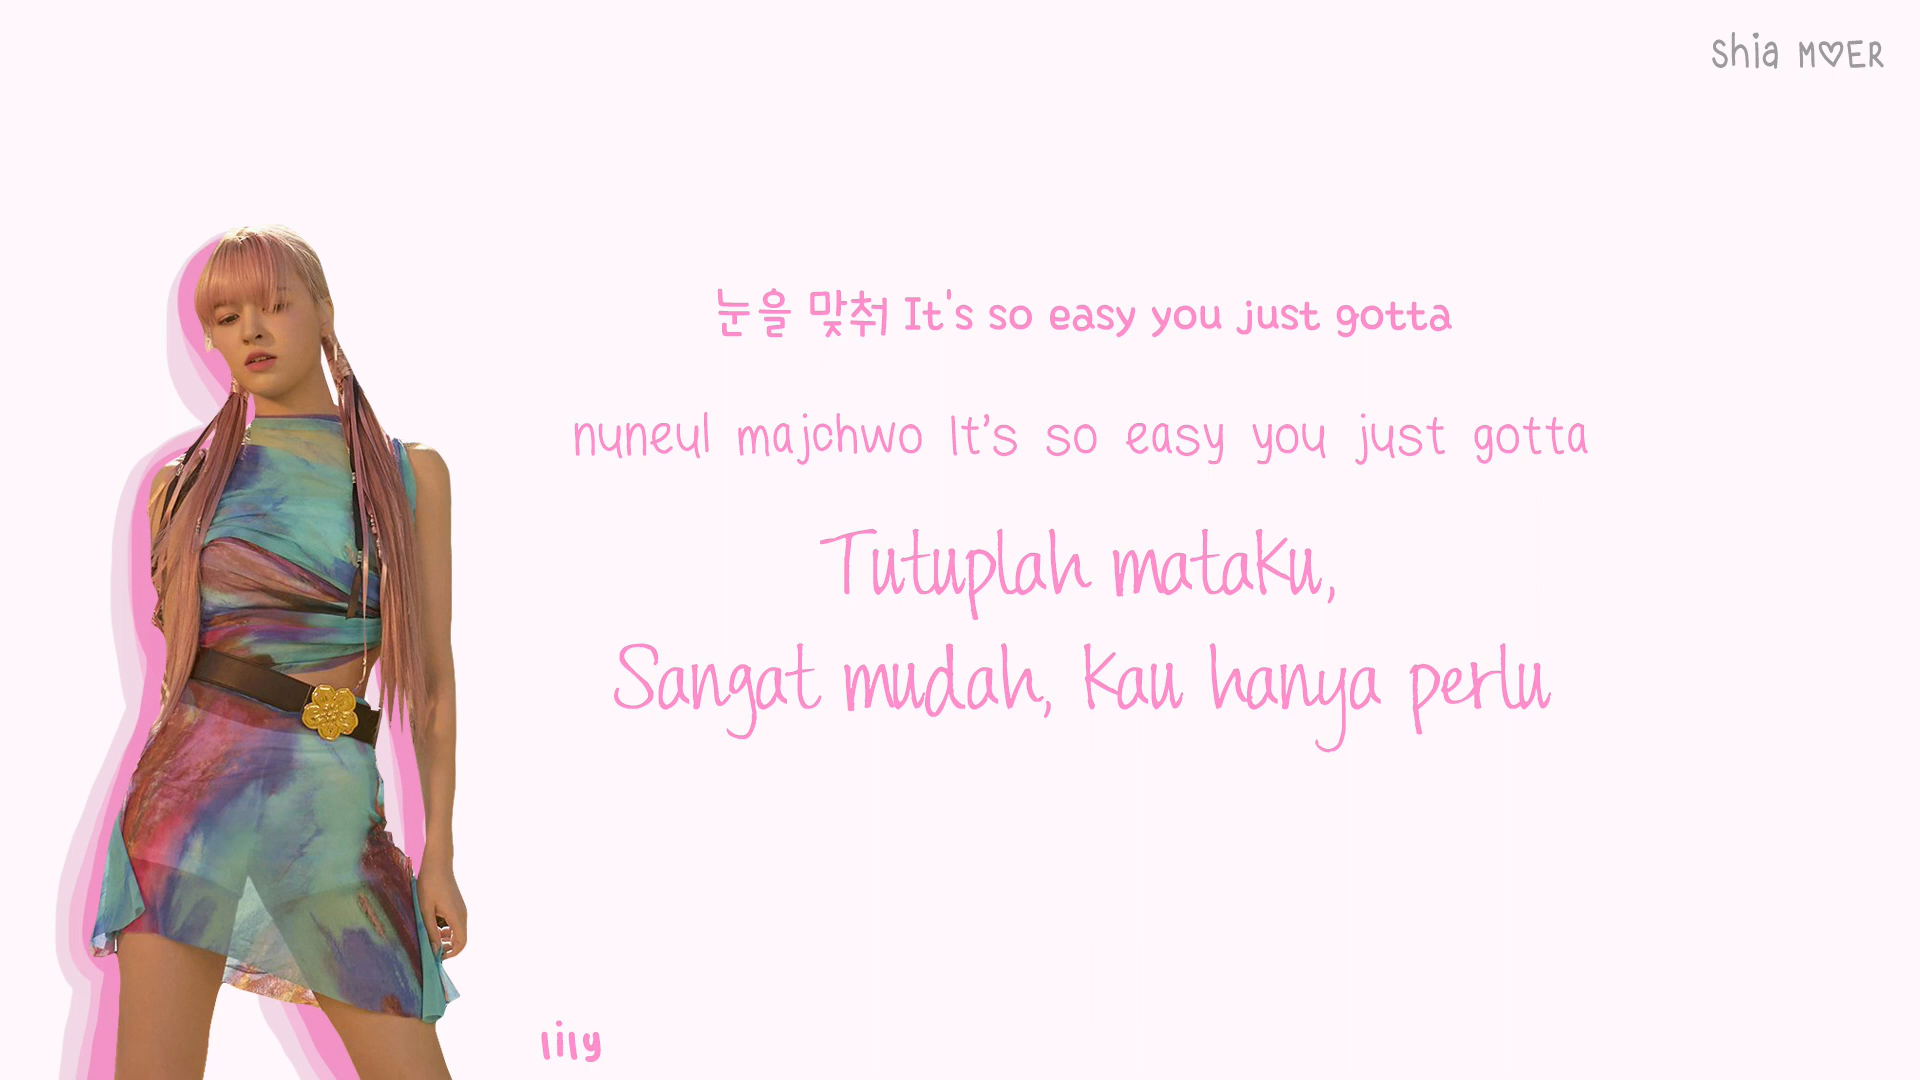 Shia M♡ER
눈을 맞춰 It's so easy you just gotta
nuneul majchwo It's so easy you just gotta
Tutuplah mataku,
Sangat mudah, Kau hanya perlu
lily